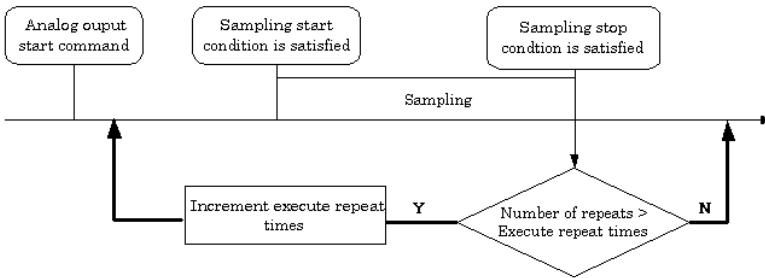 Analog ouput
start command
Sampling start
condition is satisfied
Sampling stop
condtion is satisfied
Sampling
Increment execute repeat
times
Y
Number of repeats >
Execute repeat times
N